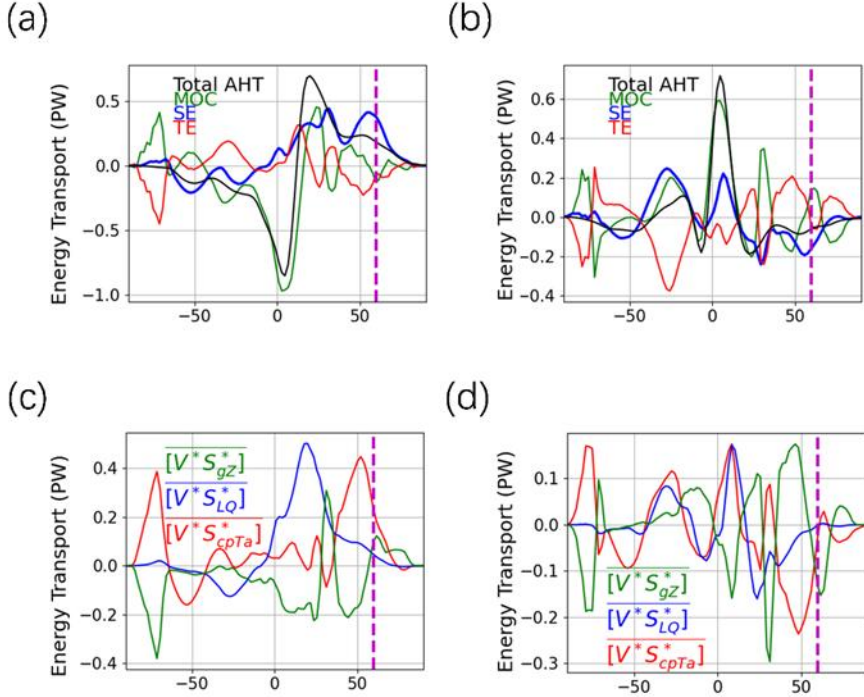 (a)
Energy Transport (PW)
0.5
0.0
−0.5
−1.0
Total AHT
MOC
SE
TE
−50
0
50
(b)
Energy Transport (PW)
0.6
0.4
0.2
0.0
−0.2
−0.4
Total AHT
MOC
SE
TE
−50
0
50
(c)
Energy Transport (PW)
0.4
0.2
0.0
−0.2
−0.4
[V*S*gZ]
[V*S*LQ]
[V*S*cpTa]
−50
0
50
(d)
Energy Transport (PW)
0.1
0.0
−0.1
−0.2
−0.3
[V*S*gZ]
[V*S*LQ]
[V*S*cpTa]
−50
0
50